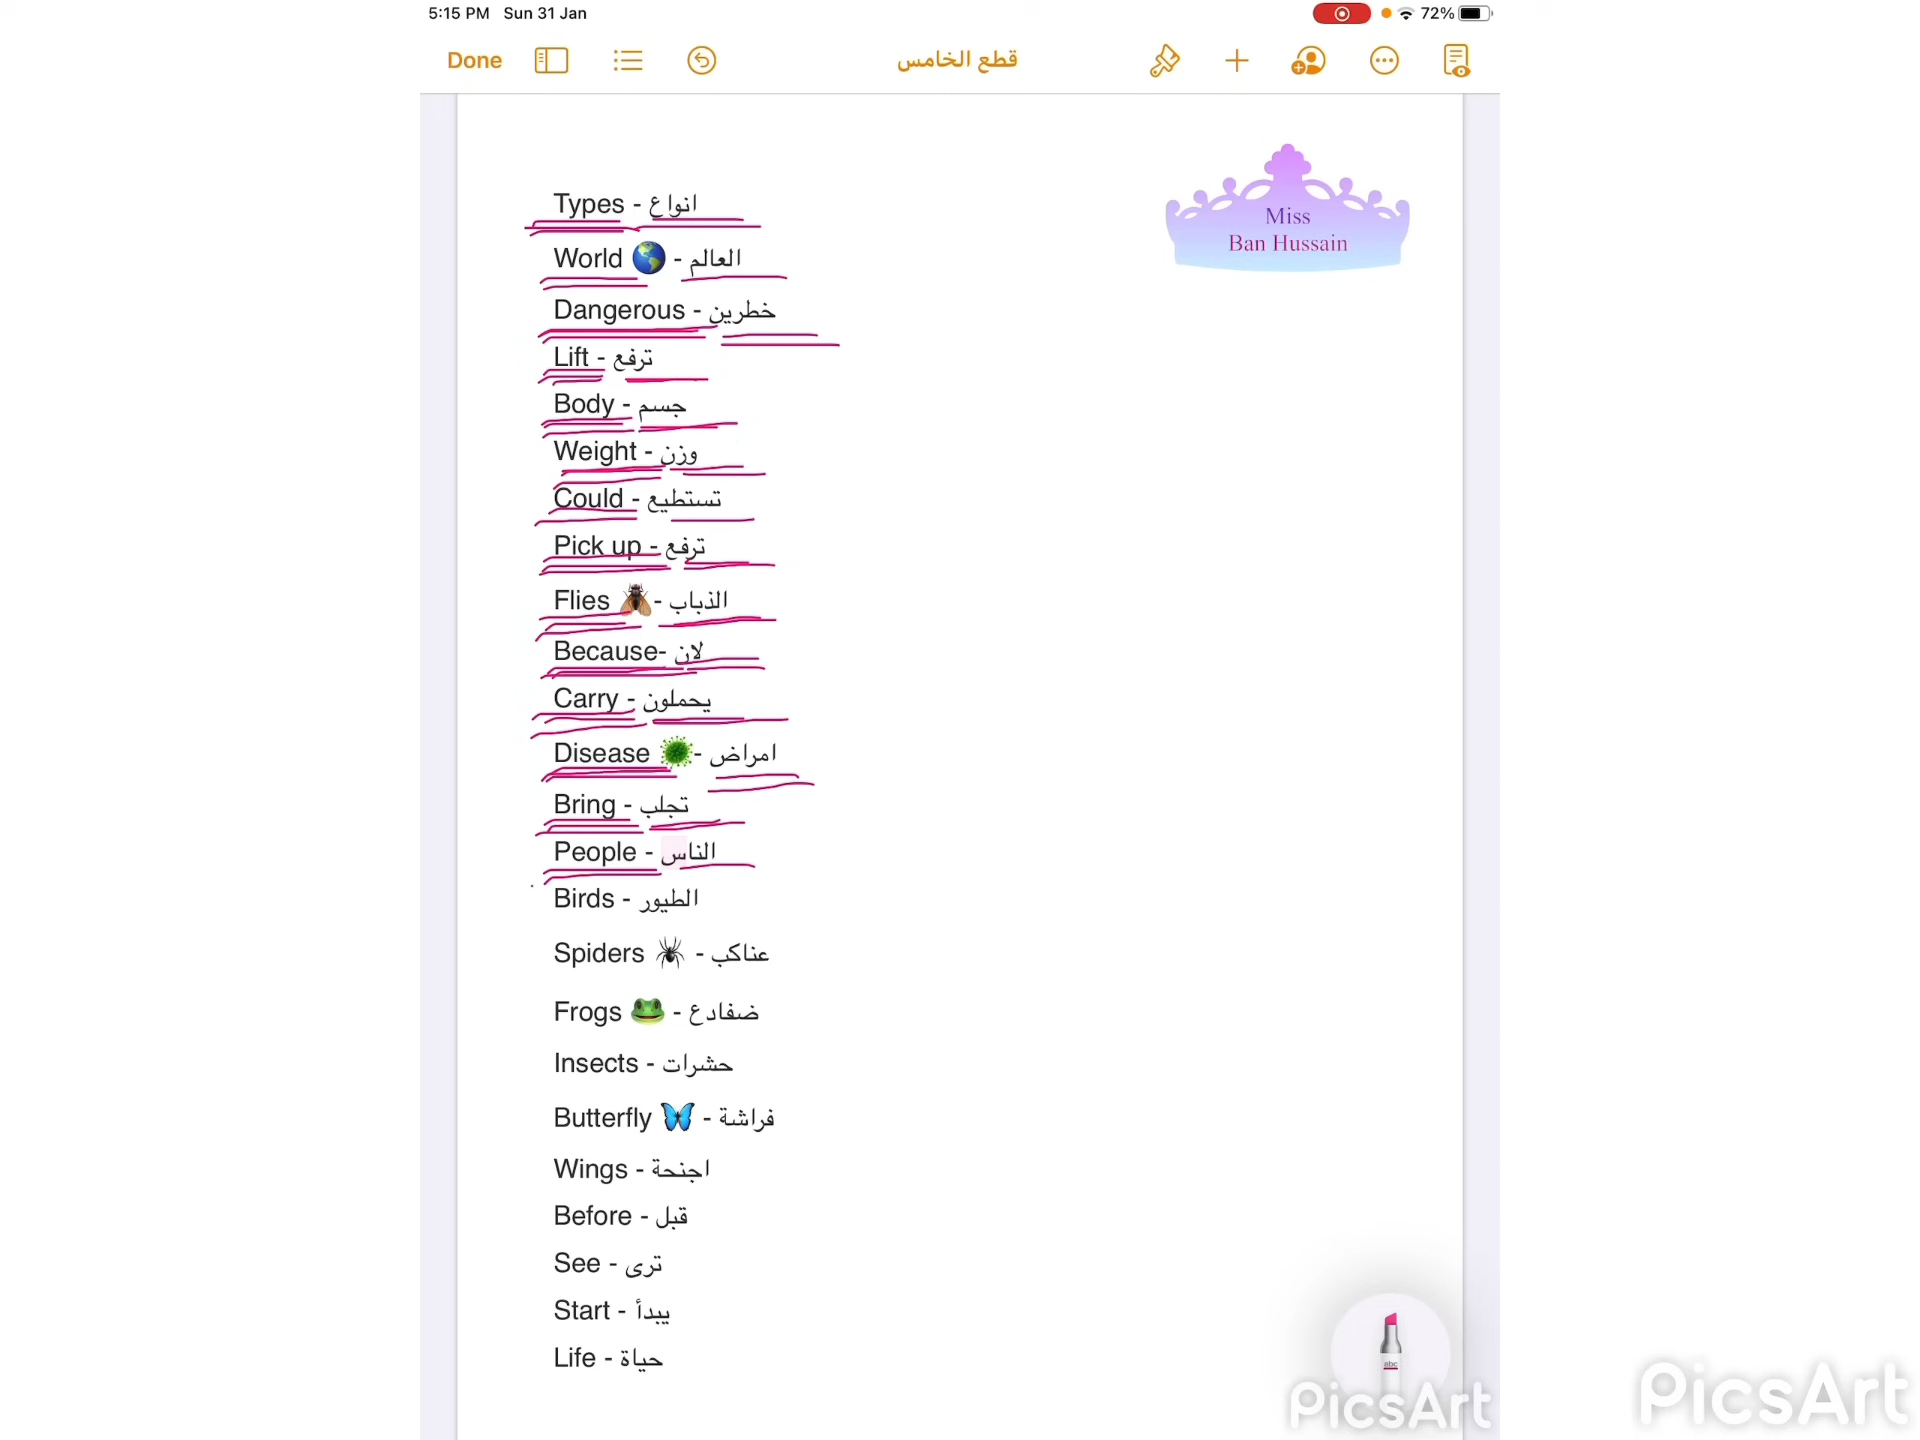 5:15 PM Sun 31 Jan 72%
Done قطع الخامس
Miss
Ban Hussain
Types - انواع
World 🌎 - العالم
Dangerous - خطرين
Lift - ترفع
Body - جسم
Weight - وزن
Could - تستطيع
Pick up - ترفع
Flies 🪰- الذباب
Because- لان
Carry - يحملون
Disease 🦠- امراض
Bring - تجلب
People - الناس
Birds - الطيور
Spiders 🕷 - عناكب
Frogs 🐸 - ضفادع
Insects - حشرات
Butterfly 🦋 - فراشة
Wings - اجنحة
Before - قبل
See - ترى
Start - يبدأ
Life - حياة
abc
PicsArt
PicsArt